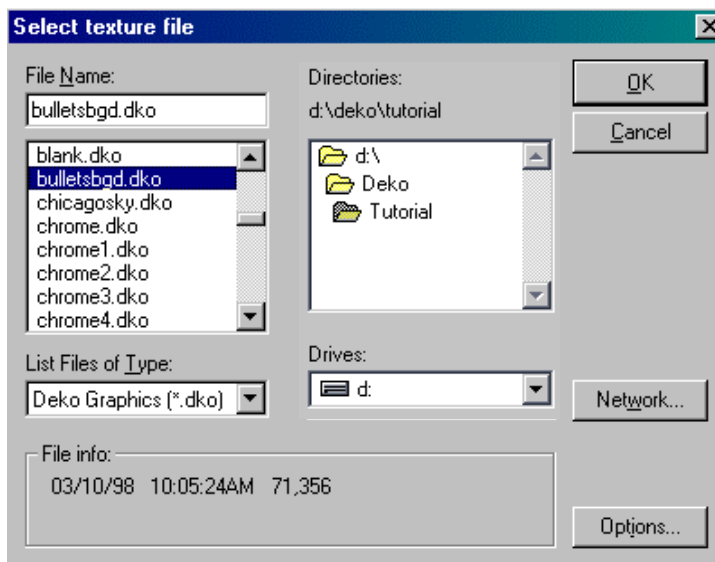 Select texture file
File Name:
bulletsbgd.dko
blank.dko
bulletsbgd.dko
chicagosky.dko
chrome.dko
chrome1.dko
chrome2.dko
chrome3.dko
chrome4.dko
List Files of Type:
Deko Graphics (*.dko)
Directories:
d:\deko\tutorial
d:\
Deko
Tutorial
Drives:
d:
OK
Cancel
Network...
File info:
03/10/98 10:05:24AM 71,356
Options...